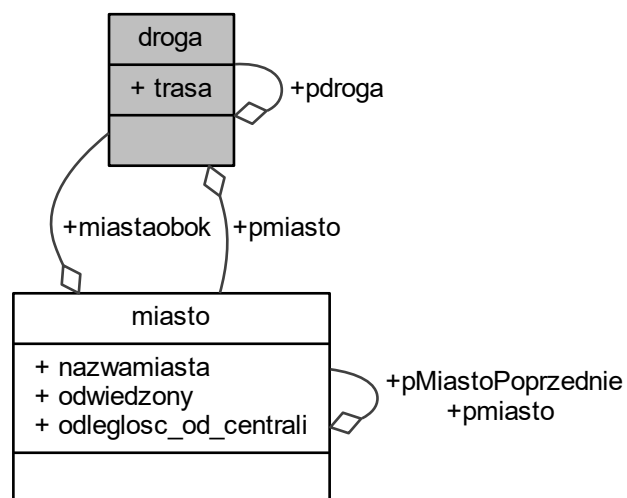 droga
+ trasa
+pdroga
+miastaobok
+pmiasto
miasto
+ nazwamiasta
+ odwiedzony
+ odleglosc_od_centrali
+pMiastoPoprzednie
+pmiasto